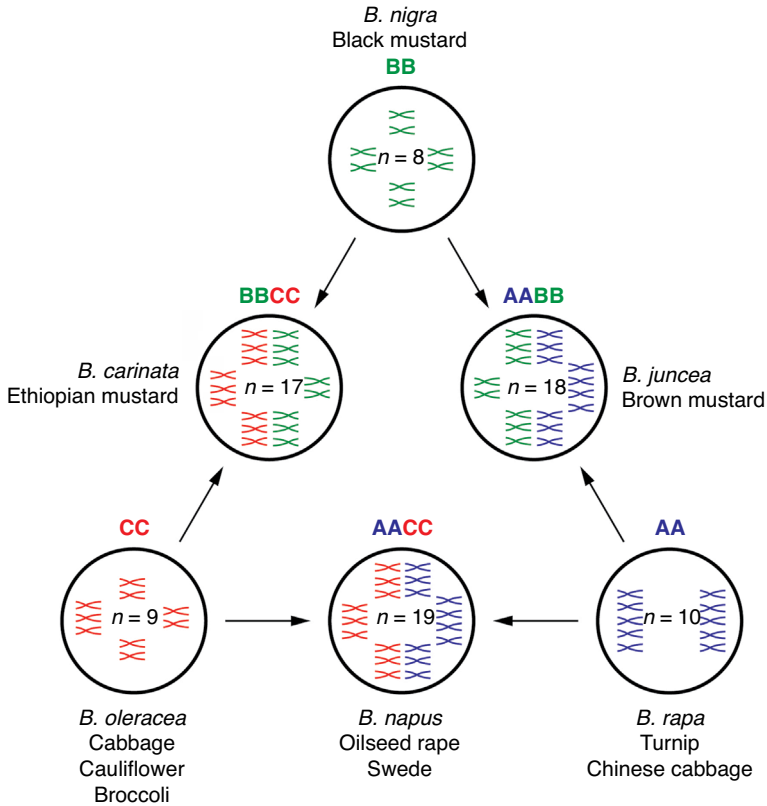 B. nigra
Black mustard
BB
n = 8
BBCC
AABB
B. carinata
Ethiopian mustard
n = 17
n = 18
B. juncea
Brown mustard
CC
AACC
AA
n = 9
n = 19
n = 10
B. oleracea
Cabbage
Cauliflower
Broccoli
B. napus
Oilseed rape
Swede
B. rapa
Turnip
Chinese cabbage